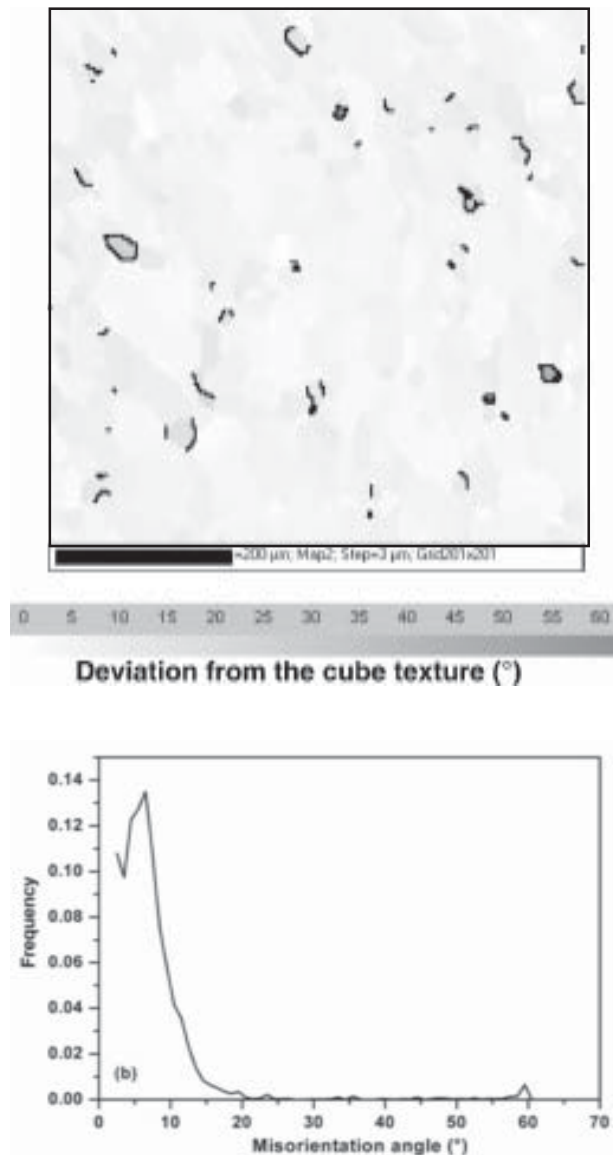 =200 µm; Map2; Step=3 µm; Grid201x201
0 5 10 15 20 25 30 35 40 45 50 55 60
Deviation from the cube texture (°)
0.14
0.12
0.10
0.08
0.06
0.04
0.02
0.00
Frequency
(b)
0 10 20 30 40 50 60 70
Misorientation angle (°)